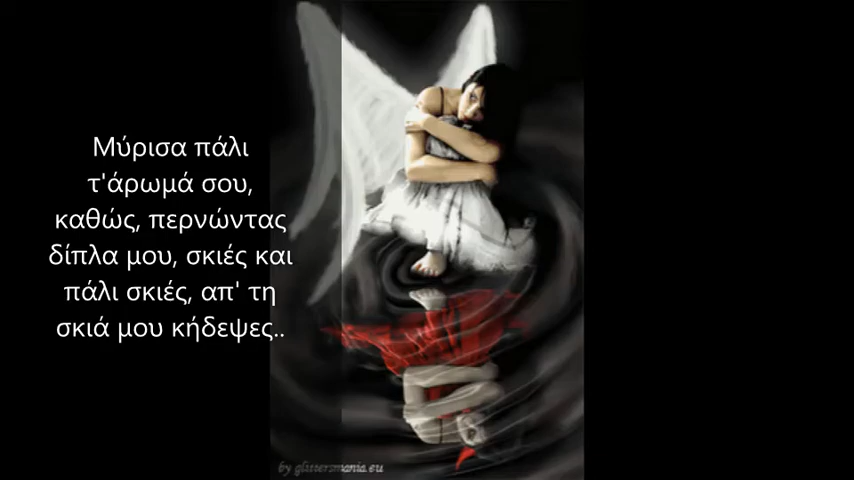 Μύρισα πάλι
τ'άρωμά σου,
καθώς, περνώντας
δίπλα μου, σκιές και
πάλι σκιές, απ' τη
σκιά μου κήδεψες..
by glittersmania.eu